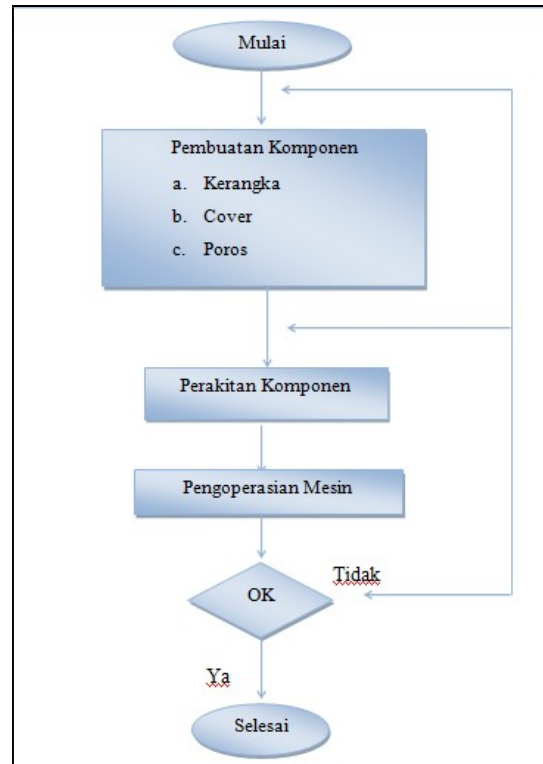 Mulai
Pembuatan Komponen
a. Kerangka
b. Cover
c. Poros
Perakitan Komponen
Pengoperasian Mesin
Tidak
OK
Ya
Selesai